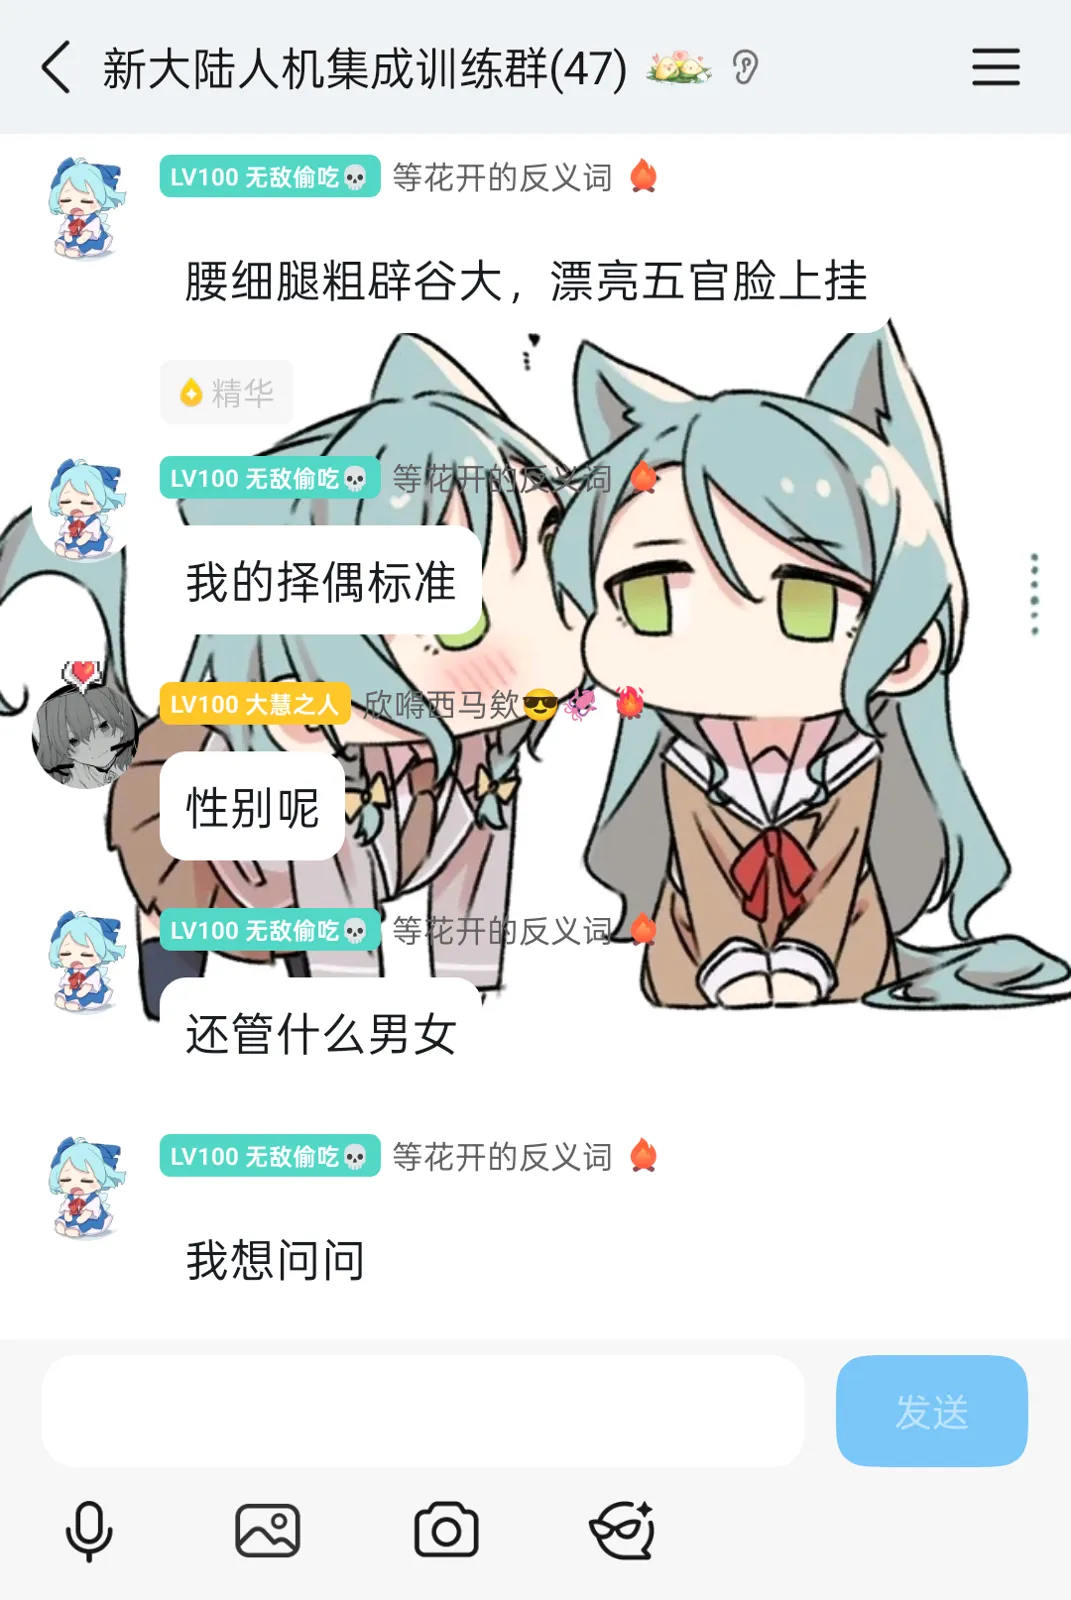 新大陆人机集成训练群(47)
LV100 无敌偷吃💀 等花开的反义词 🔥
腰细腿粗辟谷大，漂亮五官脸上挂
精华
LV100 无敌偷吃💀 等花开的反义词 🔥
我的择偶标准
LV100 大慧之人 欣嘚西马欸😎🦑 🔥
性别呢
LV100 无敌偷吃💀 等花开的反义词 🔥
还管什么男女
LV100 无敌偷吃💀 等花开的反义词 🔥
我想问问
发送